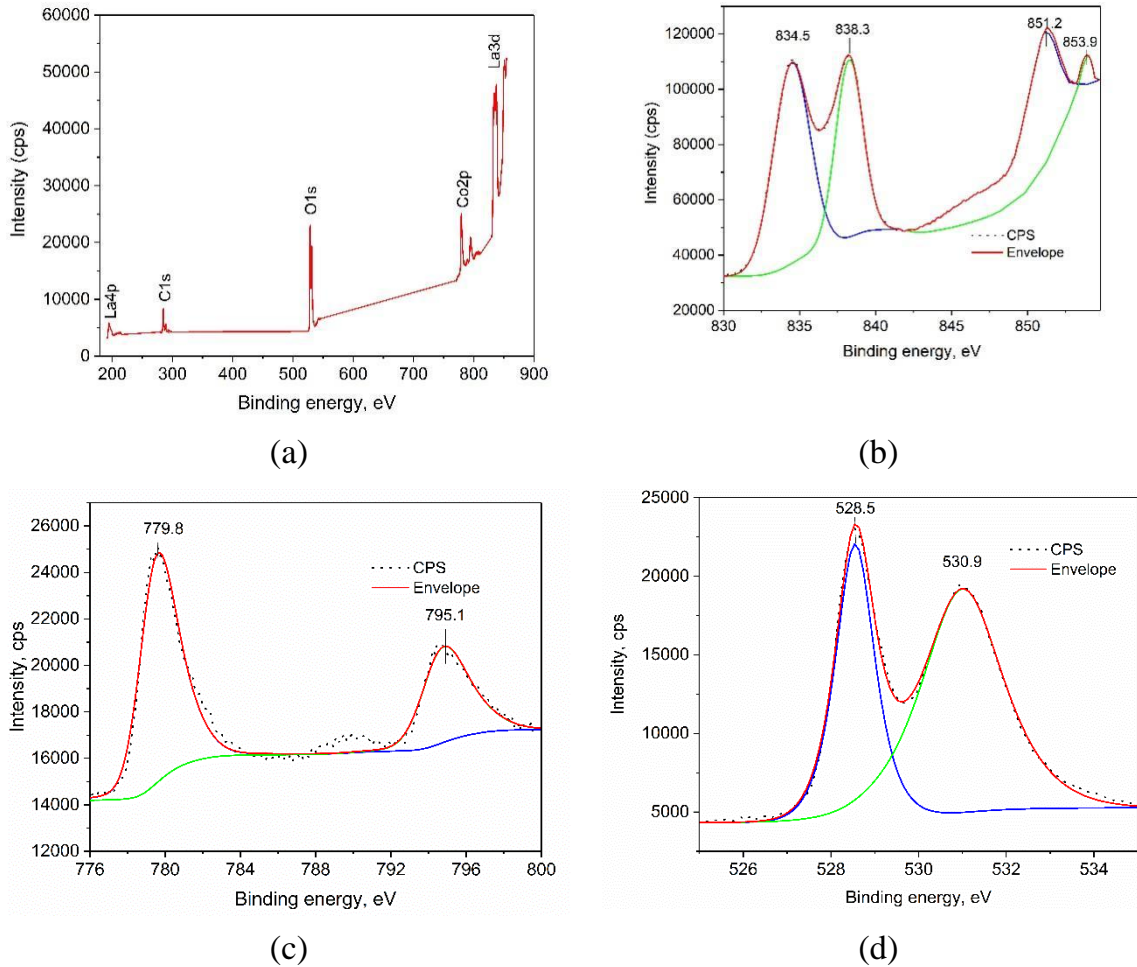 60000
50000
40000
30000
20000
10000
0
Intensity (cps)
La4p
C1s
O1s
Co2p
La3d
200 300 400 500 600 700 800 900
Binding energy, eV
(a)
120000
100000
80000
60000
40000
20000
Intensity (cps)
834.5
838.3
851.2
853.9
CPS
Envelope
830 835 840 845 850
Binding energy, eV
(b)
26000
24000
22000
20000
18000
16000
14000
12000
Intensity, cps
779.8
795.1
CPS
Envelope
776 780 784 788 792 796 800
Binding energy, eV
(c)
25000
20000
15000
10000
5000
Intensity, cps
528.5
530.9
CPS
Envelope
526 528 530 532 534
Binding energy, eV
(d)